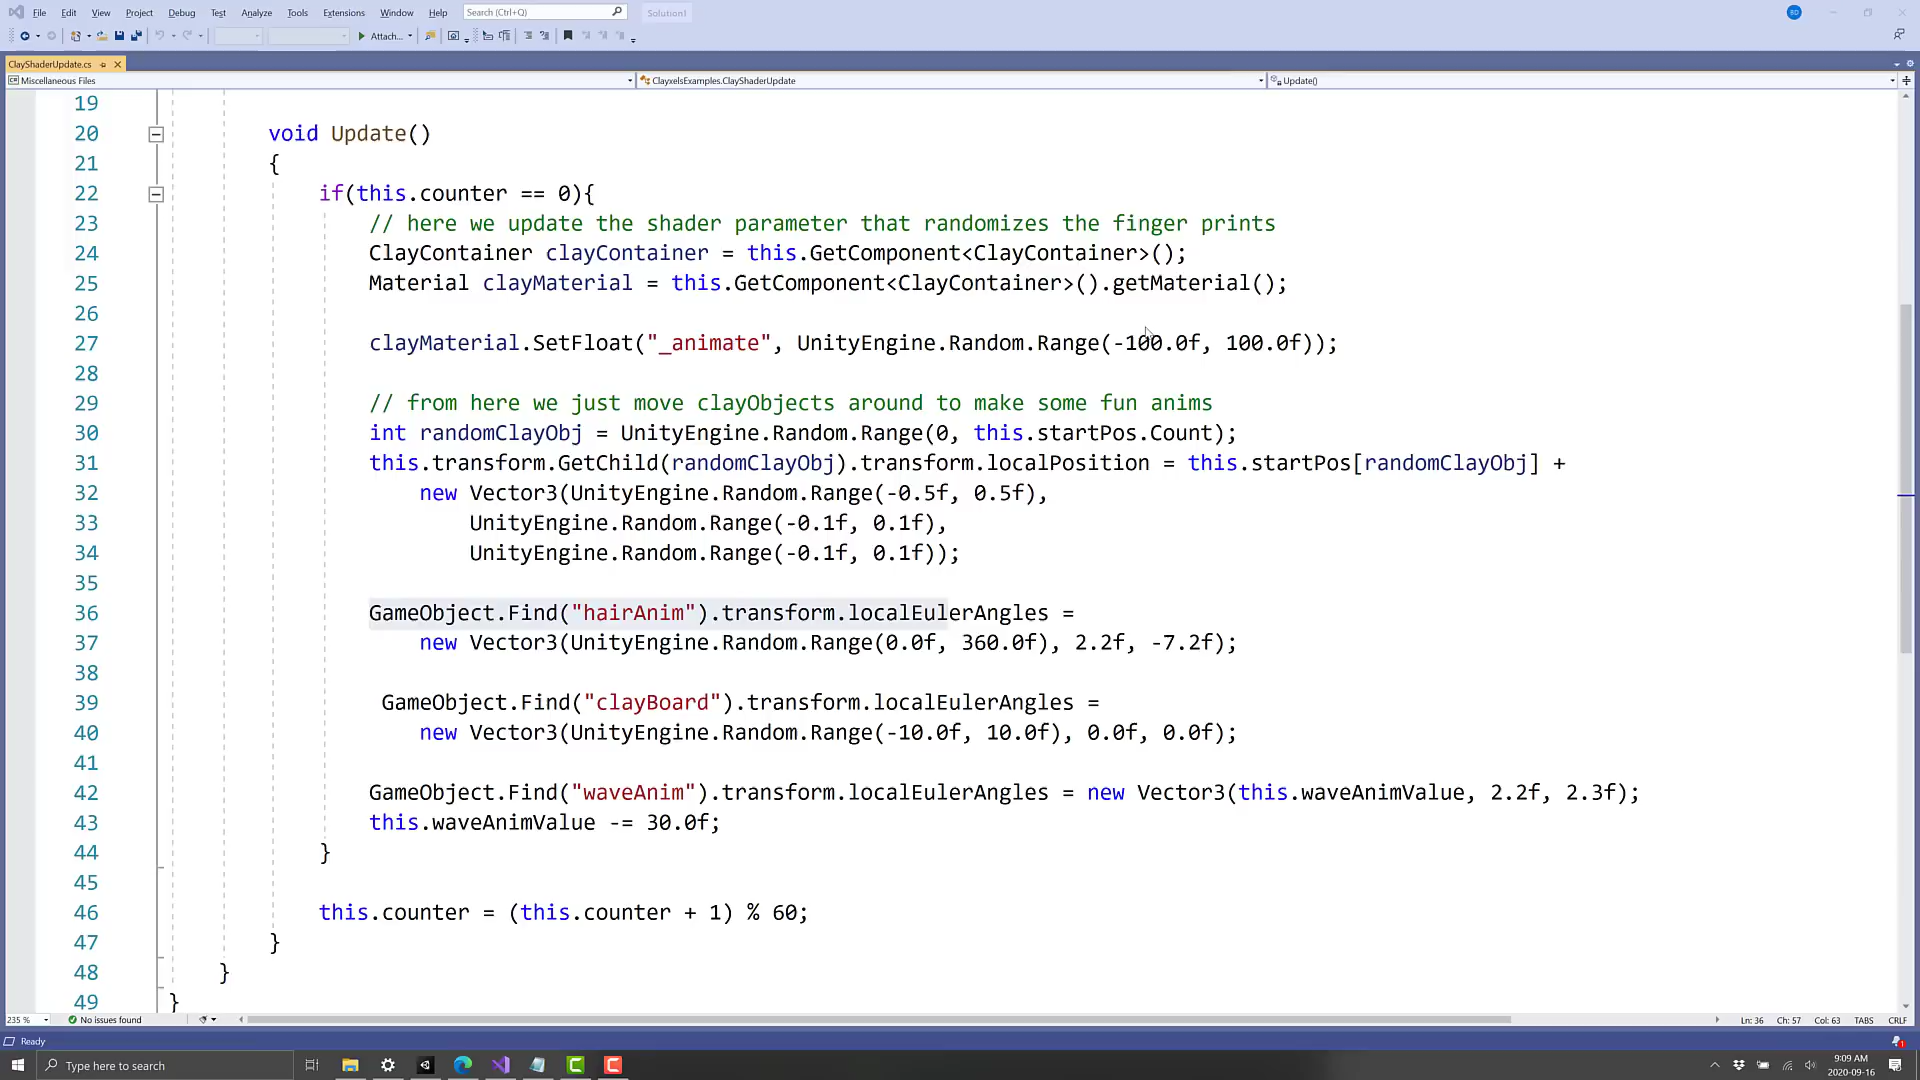 File Edit View Project Debug Test Analyze Tools Extensions Window Help Search (Ctrl+Q) Solution1 BD
Attach...
ClayShaderUpdate.cs
Miscellaneous Files ClayxelsExamples.ClayShaderUpdate Update()
19
20 void Update()
21 {
22 if(this.counter == 0){
23 // here we update the shader parameter that randomizes the finger prints
24 ClayContainer clayContainer = this.GetComponent<ClayContainer>();
25 Material clayMaterial = this.GetComponent<ClayContainer>().getMaterial();
26
27 clayMaterial.SetFloat("_animate", UnityEngine.Random.Range(-100.0f, 100.0f));
28
29 // from here we just move clayObjects around to make some fun anims
30 int randomClayObj = UnityEngine.Random.Range(0, this.startPos.Count);
31 this.transform.GetChild(randomClayObj).transform.localPosition = this.startPos[randomClayObj] +
32 new Vector3(UnityEngine.Random.Range(-0.5f, 0.5f),
33 UnityEngine.Random.Range(-0.1f, 0.1f),
34 UnityEngine.Random.Range(-0.1f, 0.1f));
35
36 GameObject.Find("hairAnim").transform.localEulerAngles =
37 new Vector3(UnityEngine.Random.Range(0.0f, 360.0f), 2.2f, -7.2f);
38
39 GameObject.Find("clayBoard").transform.localEulerAngles =
40 new Vector3(UnityEngine.Random.Range(-10.0f, 10.0f), 0.0f, 0.0f);
41
42 GameObject.Find("waveAnim").transform.localEulerAngles = new Vector3(this.waveAnimValue, 2.2f, 2.3f);
43 this.waveAnimValue -= 30.0f;
44 }
45
46 this.counter = (this.counter + 1) % 60;
47 }
48 }
49 }
235 % No issues found Ln: 36 Ch: 57 Col: 63 TABS CRLF
Ready
Type here to search 9:09 AM
2020-09-16